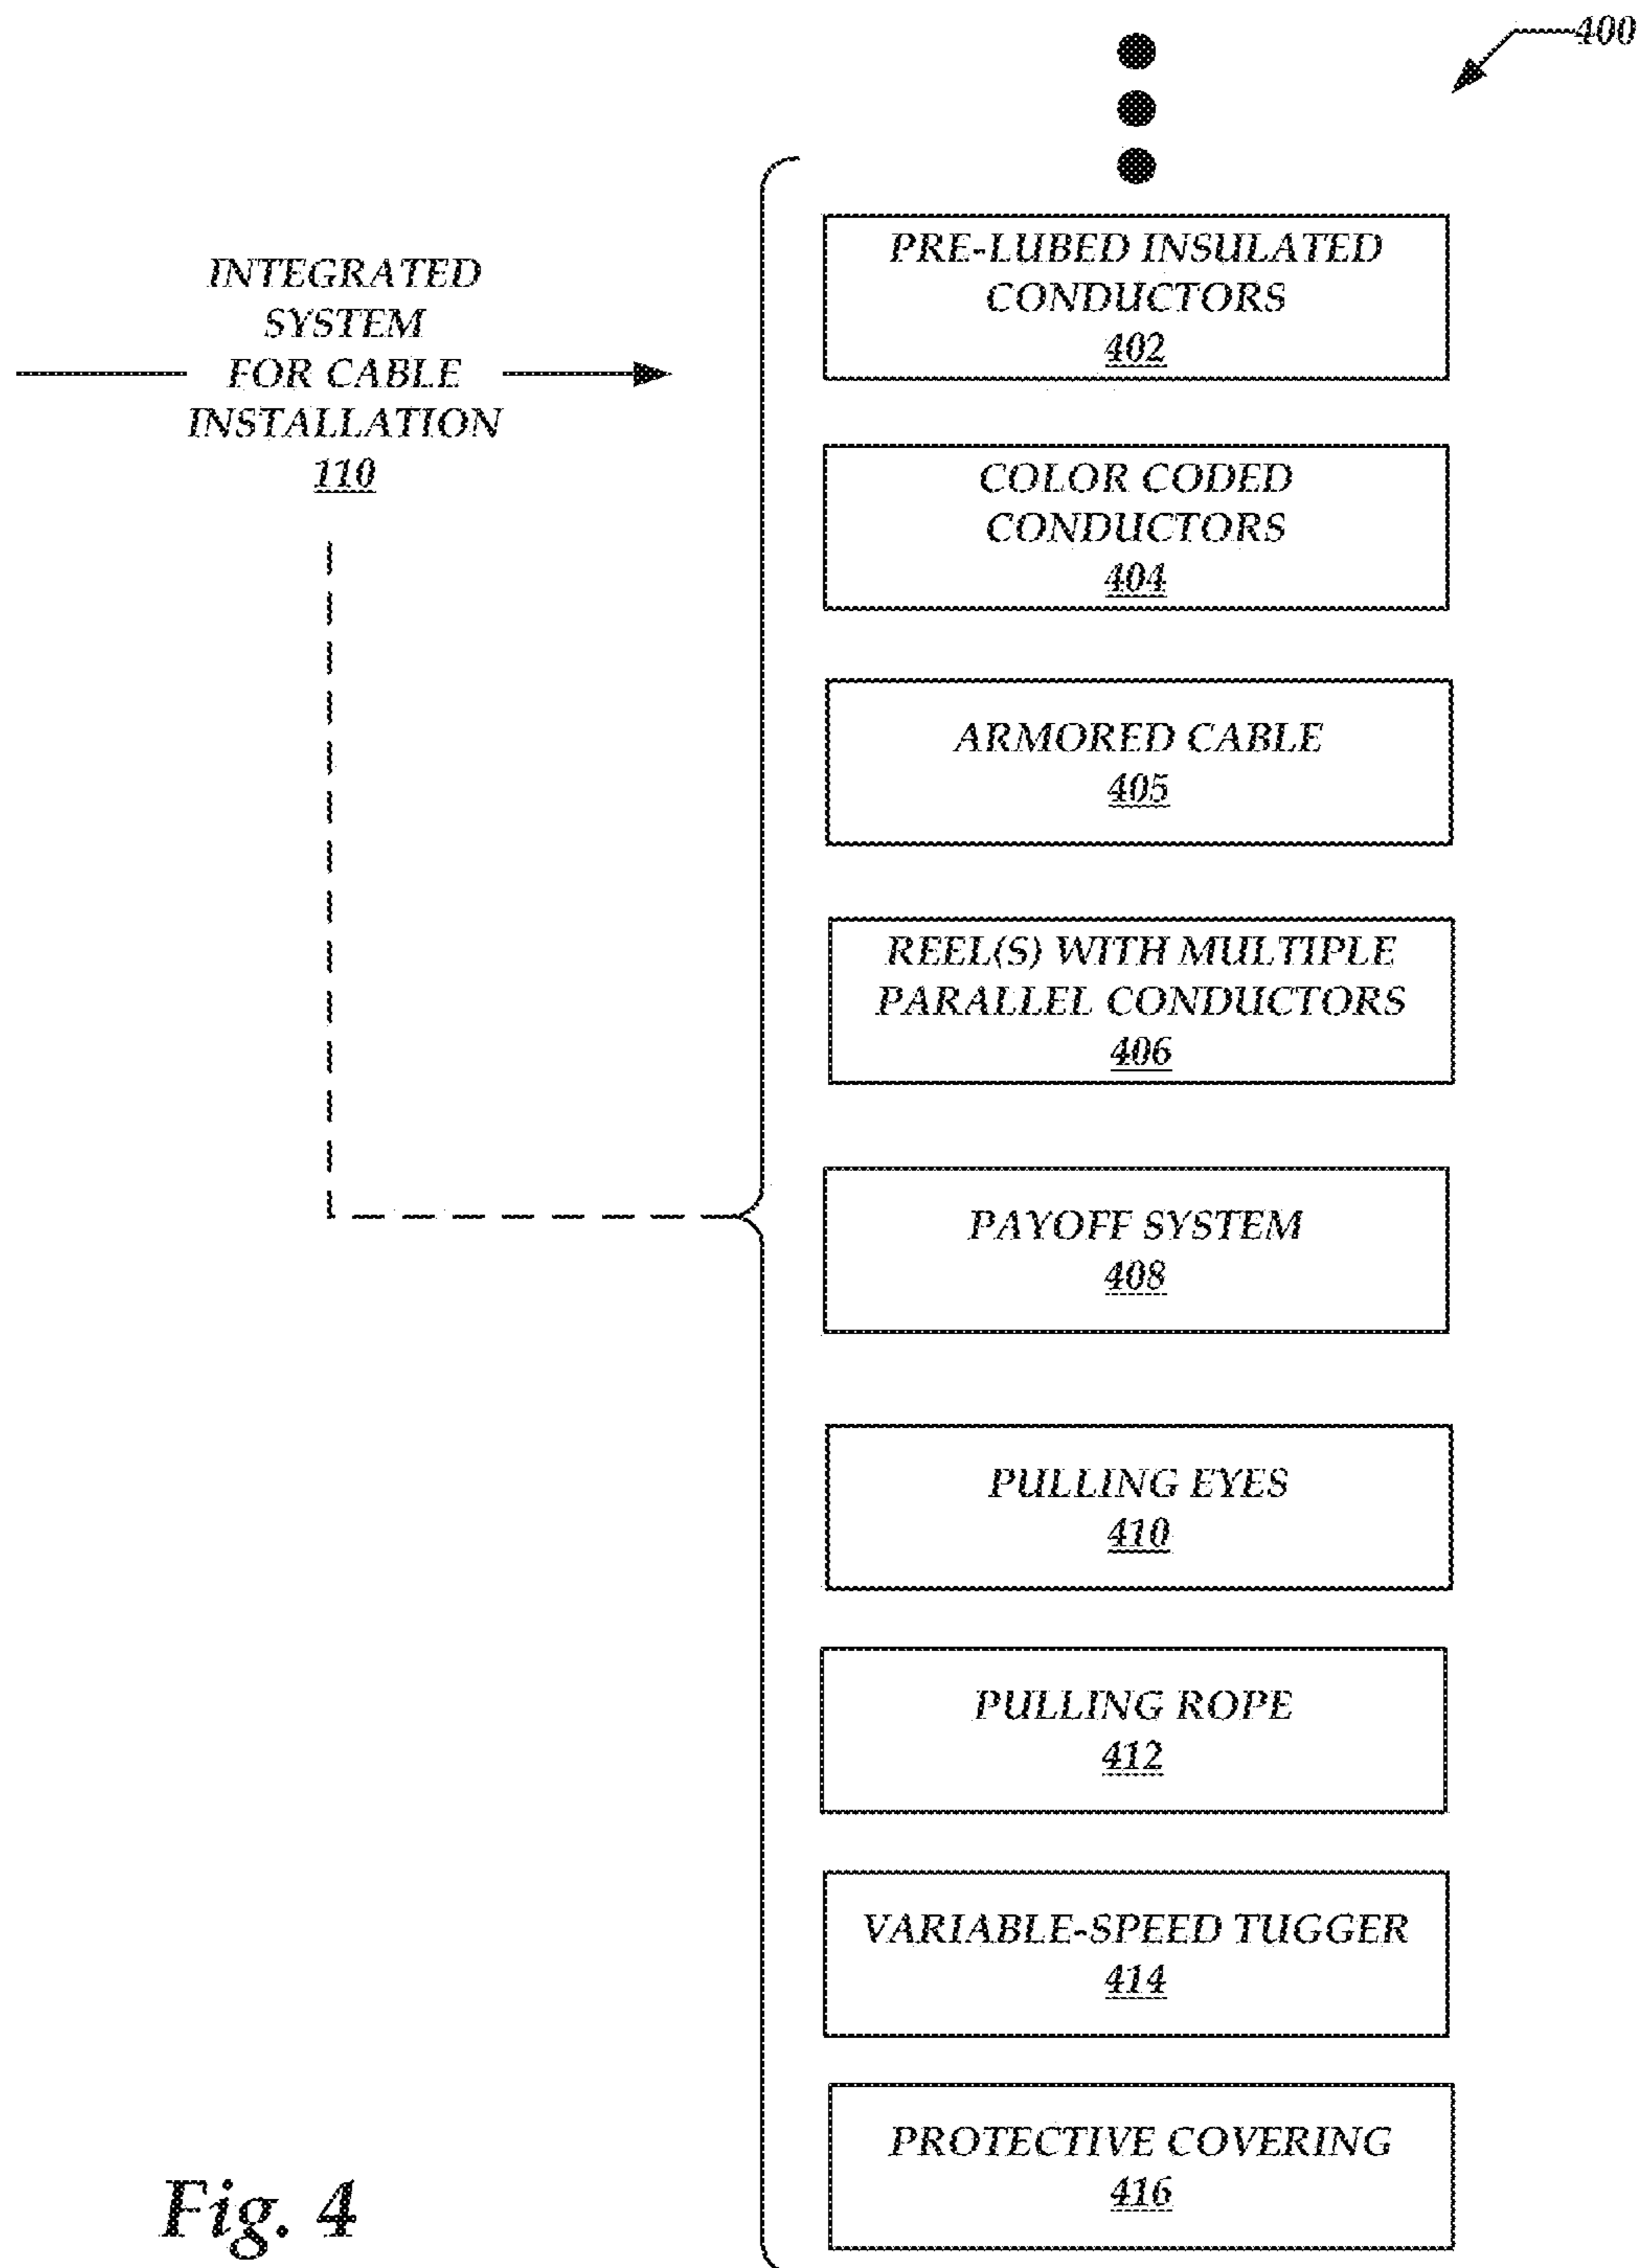 400
INTEGRATED
SYSTEM
FOR CABLE
INSTALLATION
110
PRE-LUBED INSULATED
CONDUCTORS
402
COLOR CODED
CONDUCTORS
404
ARMORED CABLE
405
REEL(S) WITH MULTIPLE
PARALLEL CONDUCTORS
406
PAYOFF SYSTEM
408
PULLING EYES
410
PULLING ROPE
412
VARIABLE-SPEED TUGGER
414
PROTECTIVE COVERING
416
Fig. 4